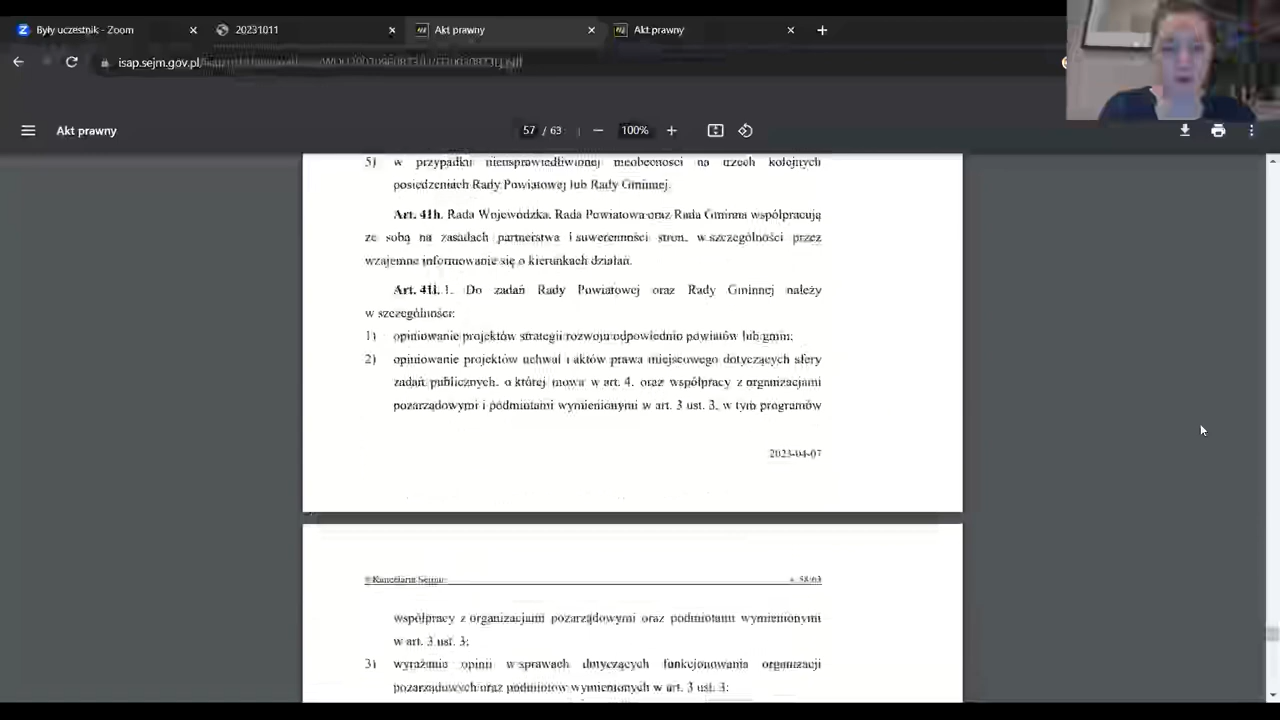 Były uczestnik - Zoom
20231011
Akt prawny
Akt prawny
isap.sejm.gov.pl/
Akt prawny
57 / 63
100%
5) w przypadku nieusprawiedliwionej nieobecności na trzech kolejnych
posiedzeniach Rady Powiatowej lub Rady Gminnej.
Art. 41h. Rada Wojewódzka, Rada Powiatowa oraz Rada Gminna współpracują
ze sobą na zasadach partnerstwa i suwerenności stron, w szczególności przez
wzajemne informowanie się o kierunkach działań.
Art. 41i. 1. Do zadań Rady Powiatowej oraz Rady Gminnej należy
w szczególności:
1) opiniowanie projektów strategii rozwoju odpowiednio powiatów lub gmin;
2) opiniowanie projektów uchwał i aktów prawa miejscowego dotyczących sfery
zadań publicznych, o której mowa w art. 4, oraz współpracy z organizacjami
pozarządowymi i podmiotami wymienionymi w art. 3 ust. 3, w tym programów
2023-04-07
©Kancelaria Sejmu
s. 58/63
współpracy z organizacjami pozarządowymi oraz podmiotami wymienionymi
w art. 3 ust. 3;
3) wyrażanie opinii w sprawach dotyczących funkcjonowania organizacji
pozarządowych oraz podmiotów wymienionych w art. 3 ust. 3;